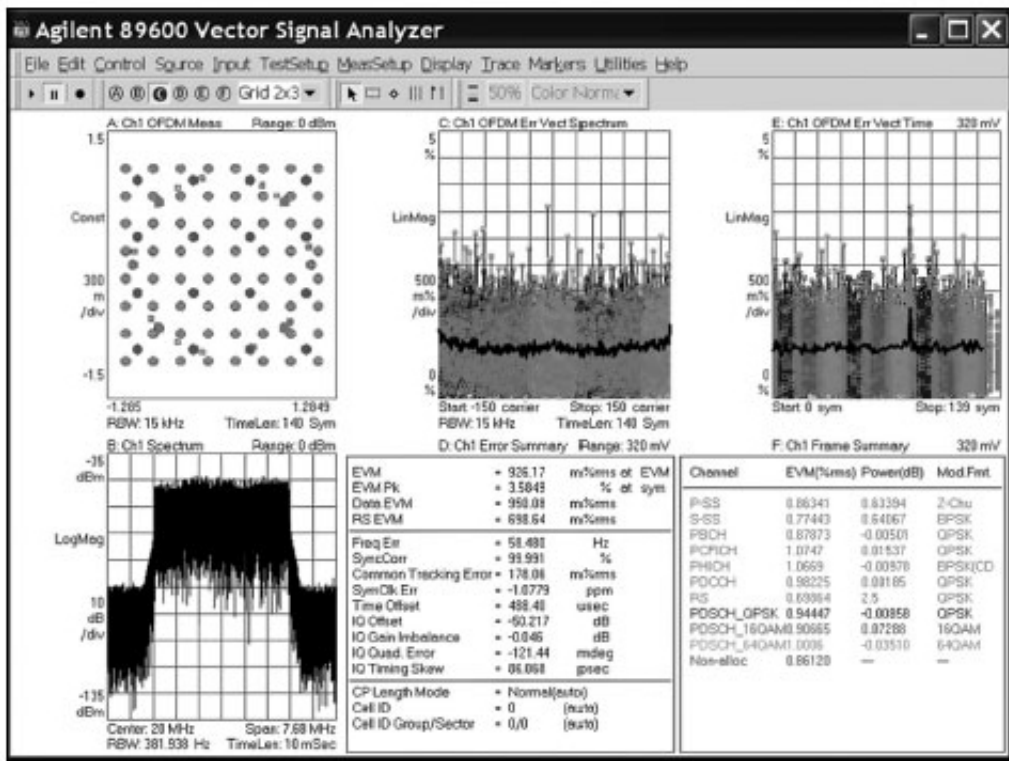 Agilent 89600 Vector Signal Analyzer
File Edit Control Source Input TestSetup MeasSetup Display Trace Markers Utilities Help
A B C D E F Grid 2x3 50% Color Norma
A: Ch1 OFDM Meas Range: 0 dBm
1.5
Const
300
m
/div
-1.5
-1.285 1.2849
RBW: 15 kHz TimeLen: 140 Sym
C: Ch1 OFDM Err Vect Spectrum
5
%
LinMag
500
m%
/div
0
%
Start: -150 carrier Stop: 150 carrier
RBW: 15 kHz TimeLen: 140 Sym
E: Ch1 OFDM Err Vect Time 320 mV
5
%
LinMag
500
m%
/div
0
%
Start: 0 sym Stop: 139 sym
B: Ch1 Spectrum Range: 0 dBm
-35
dBm
LogMag
10
dB
/div
-135
dBm
Center: 20 MHz Span: 7.68 MHz
RBW: 381.938 Hz TimeLen: 10 mSec
D: Ch1 Error Summary Range: 320 mV
EVM = 926.17 m%rms at EVM
EVM Pk = 3.5849 % at sym
Data EVM = 950.08 m%rms
RS EVM = 698.64 m%rms
Freq Err = 58.480 Hz
SyncCorr = 99.991 %
Common Tracking Error = 178.06 m%rms
SymClk Err = -1.0779 ppm
Time Offset = 488.48 usec
IQ Offset = -60.217 dB
IQ Gain Imbalance = -0.046 dB
IQ Quad. Error = -121.44 mdeg
IQ Timing Skew = 86.068 psec
CP Length Mode = Normal(auto)
Cell ID = 0 (auto)
Cell ID Group/Sector = 0/0 (auto)
F: Ch1 Frame Summary 320 mV
Channel EVM(%rms) Power(dB) Mod.Fmt.
P-SS 0.86341 0.63394 Z-Chu
S-SS 0.77443 0.64067 BPSK
PBCH 0.87873 -0.00501 QPSK
PCFICH 1.0747 0.01537 QPSK
PHICH 1.0669 -0.00970 BPSK(CD
PDCCH 0.98225 0.00185 QPSK
RS 0.69864 2.5 QPSK
PDSCH_QPSK 0.94447 -0.00858 QPSK
PDSCH_16QAM 0.90665 0.07288 16QAM
PDSCH_64QAM 1.0006 -0.03510 64QAM
Non-alloc 0.86120 — —